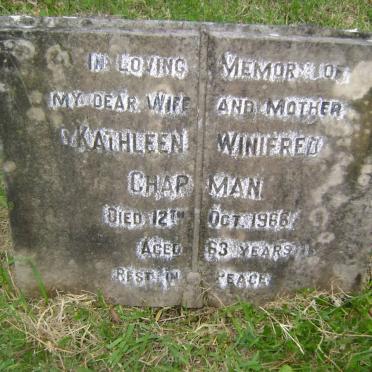 IN LOVING MEMORY OF
MY DEAR WIFE AND MOTHER
KATHLEEN WINIFRED
CHAPMAN
DIED 12TH OCT 1966
AGED 63 YEARS
REST IN PEACE